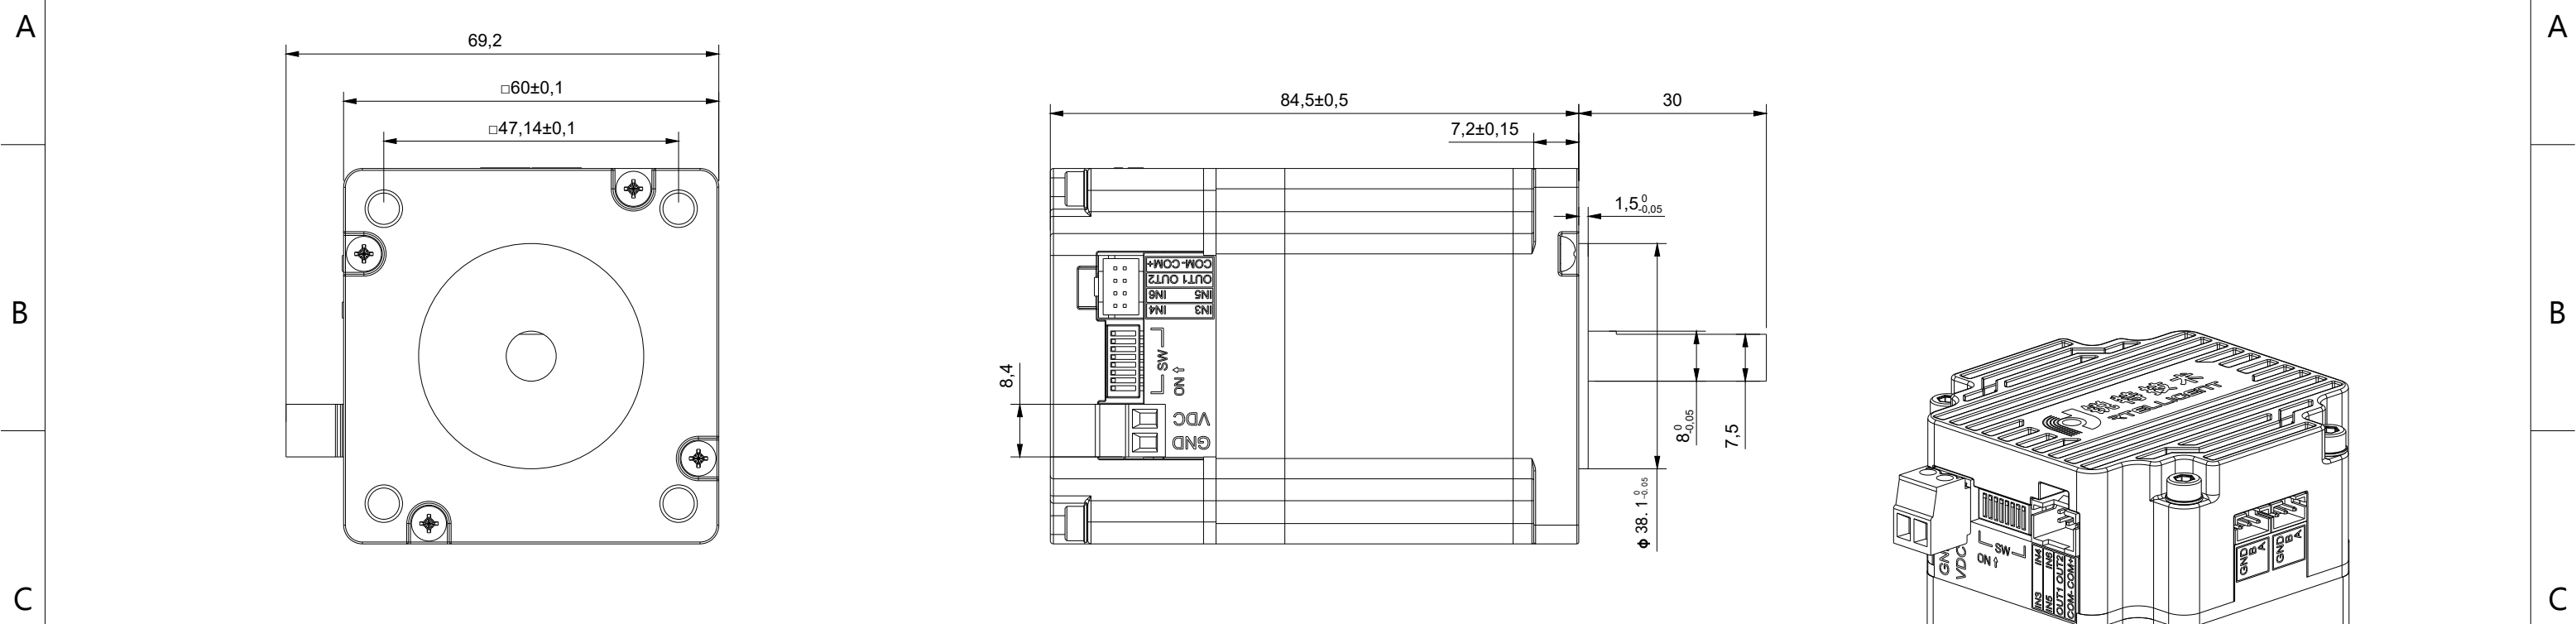 A
A
69,2
□60±0,1
□47,14±0,1
84,5±0,5
30
7,2±0,15
1,5 0 -0,05
B
B
COM- COM+
OUT1 OUT2
IN5 IN6
IN3 IN4
SW
ON ↑
VDC
GND
8,4
8 0 -0,05
7,5
ϕ 38. 1 0 -0. 05
GND
B
A
GND
B
A
SW
ON ↑
VDC
IN3 IN4
IN5 IN6
OUT1 OUT2
COM- COM+
C
C